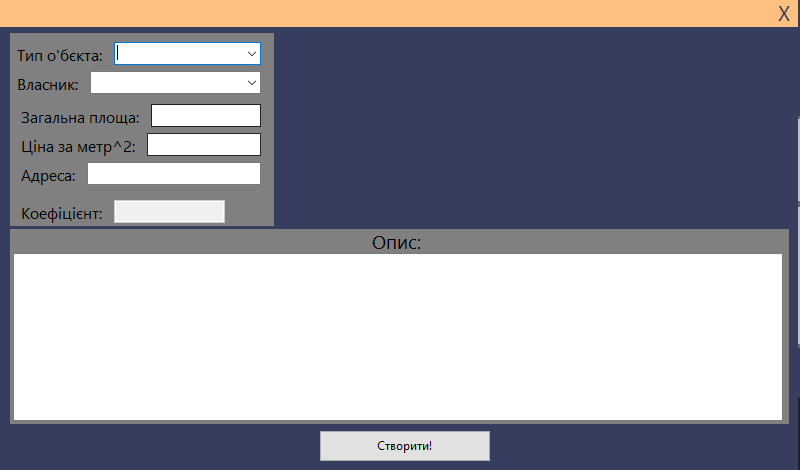 X
Тип о'бєкта:
Власник:
Загальна площа:
Ціна за метр^2:
Адреса:
Коефіцієнт:
Опис:
Створити!